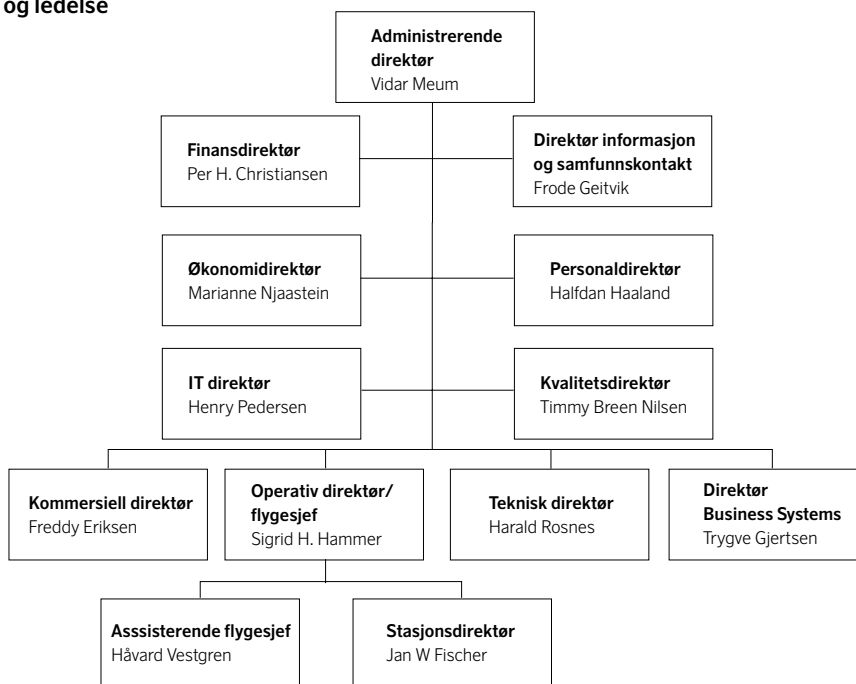 og ledelse
Administrerende
direktør
Vidar Meum
Finansdirektør
Per H. Christiansen
Direktør informasjon
og samfunnskontakt
Frode Geitvik
Økonomidirektør
Marianne Njaastein
Personaldirektør
Halfdan Haaland
IT direktør
Henry Pedersen
Kvalitetsdirektør
Timmy Breen Nilsen
Kommersiell direktør
Freddy Eriksen
Operativ direktør/
flygesjef
Sigrid H. Hammer
Teknisk direktør
Harald Rosnes
Direktør
Business Systems
Trygve Gjertsen
Asssisterende flygesjef
Håvard Vestgren
Stasjonsdirektør
Jan W Fischer